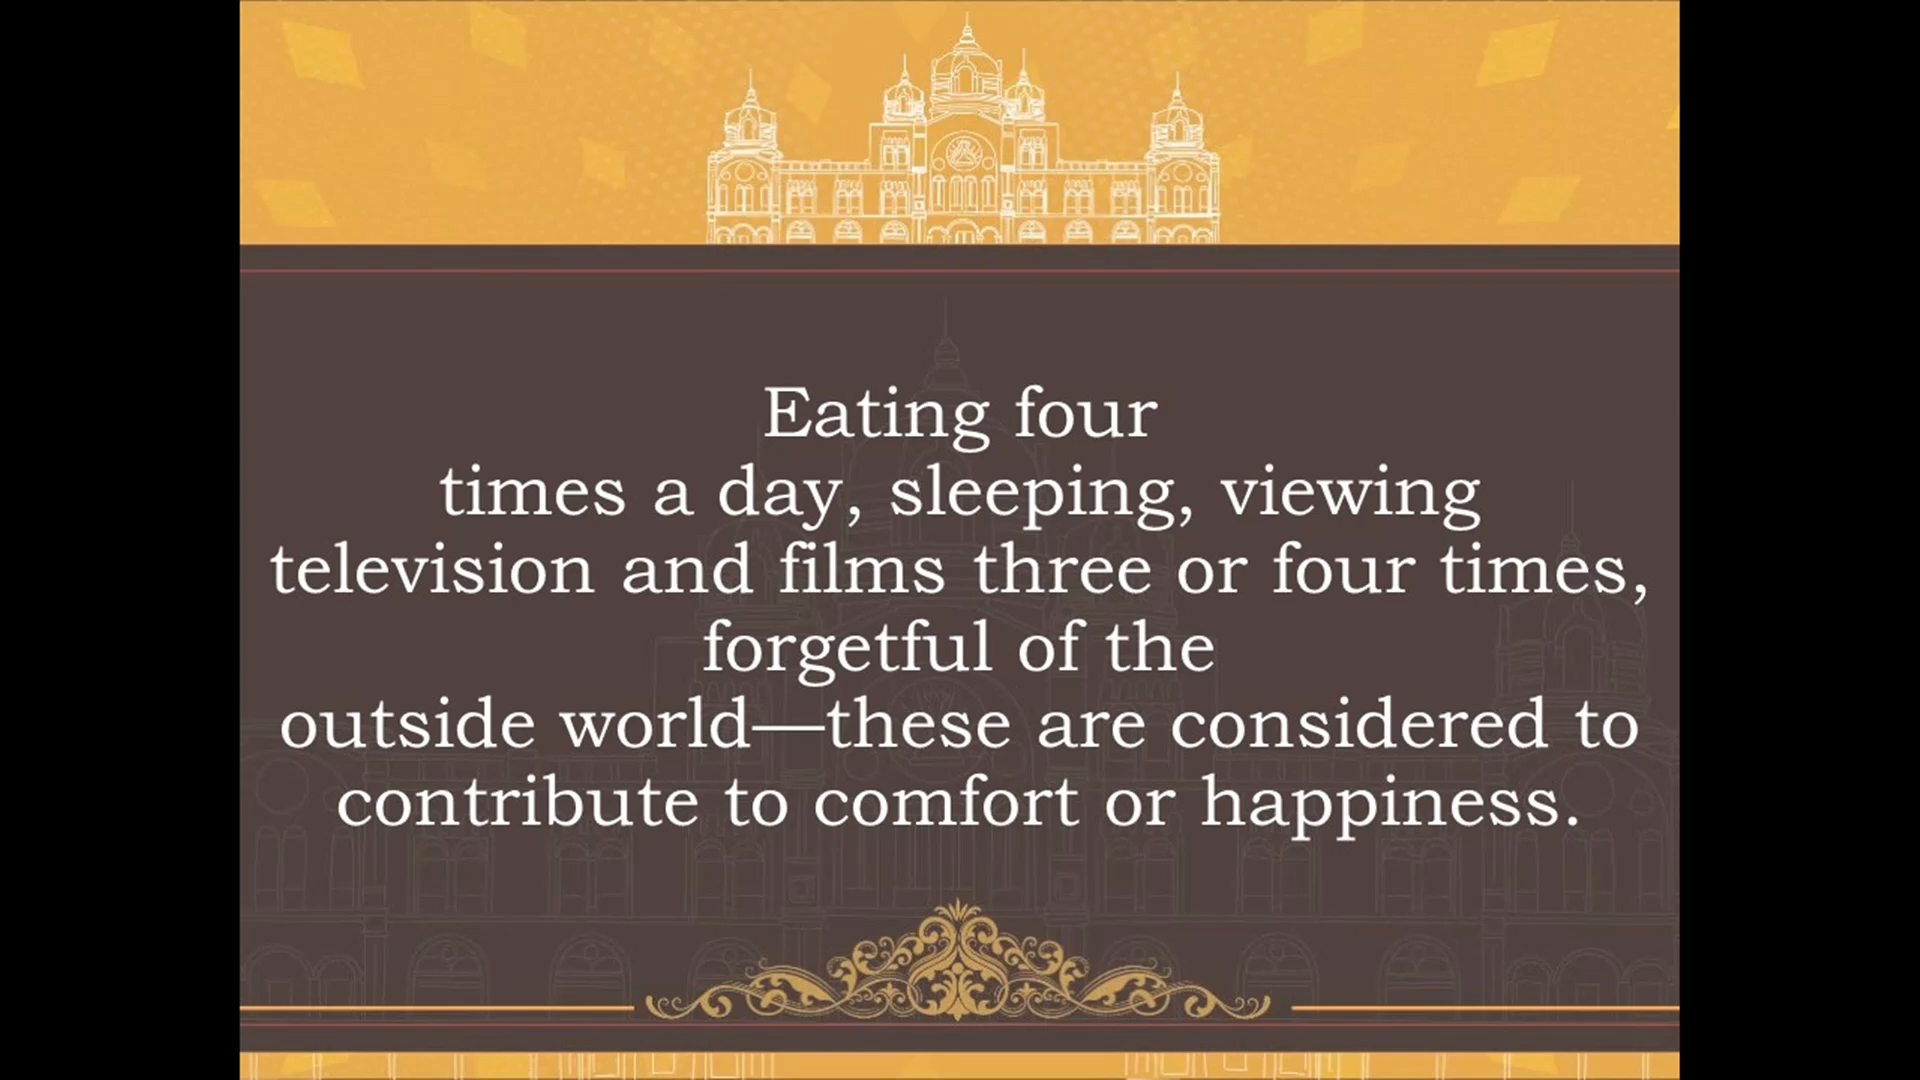 Eating four
times a day, sleeping, viewing
television and films three or four times,
forgetful of the
outside world—these are considered to
contribute to comfort or happiness.